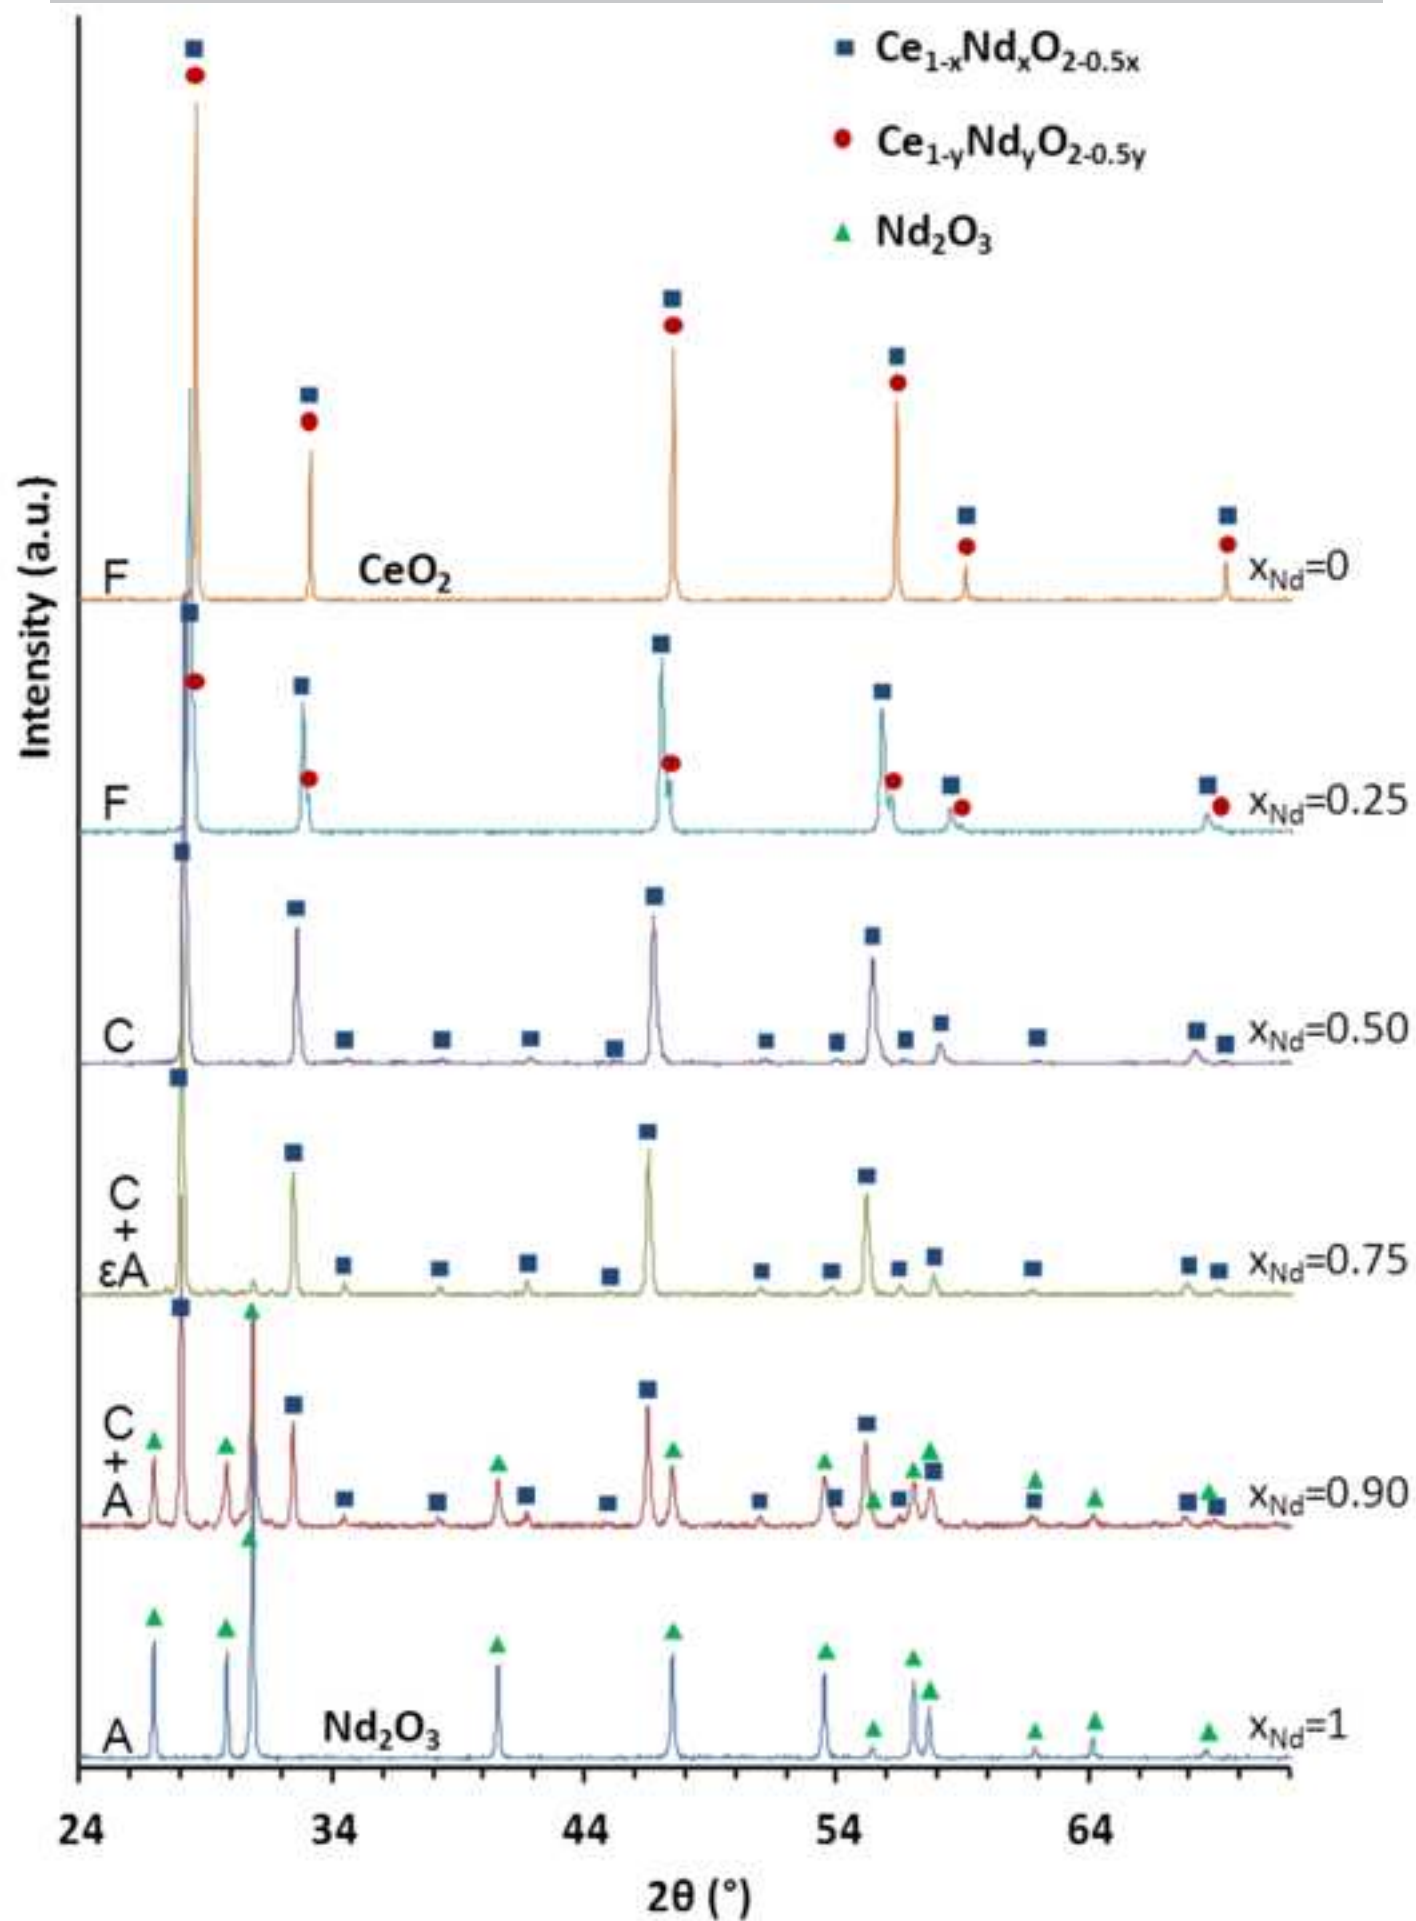 Ce₁₋ₓNdₓO₂₋₀.₅ₓ
Ce₁₋yNdyO₂₋₀.₅y
Nd₂O₃
Intensity (a.u.)
F
CeO₂
xNd=0
F
xNd=0.25
C
xNd=0.50
C
+
εA
xNd=0.75
C
+
A
xNd=0.90
A
Nd₂O₃
xNd=1
24 34 44 54 64
2θ (°)